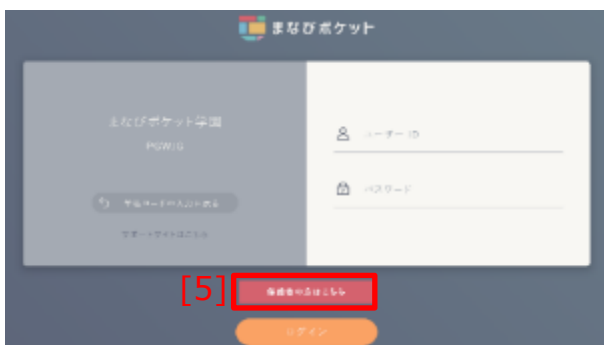 まなびポケット
まなびポケット学園
PGWJG
ユーザーID
パスワード
学校コードの入力に戻る
サポートサイトはこちら
[5]
保護者の方はこちら
ログイン